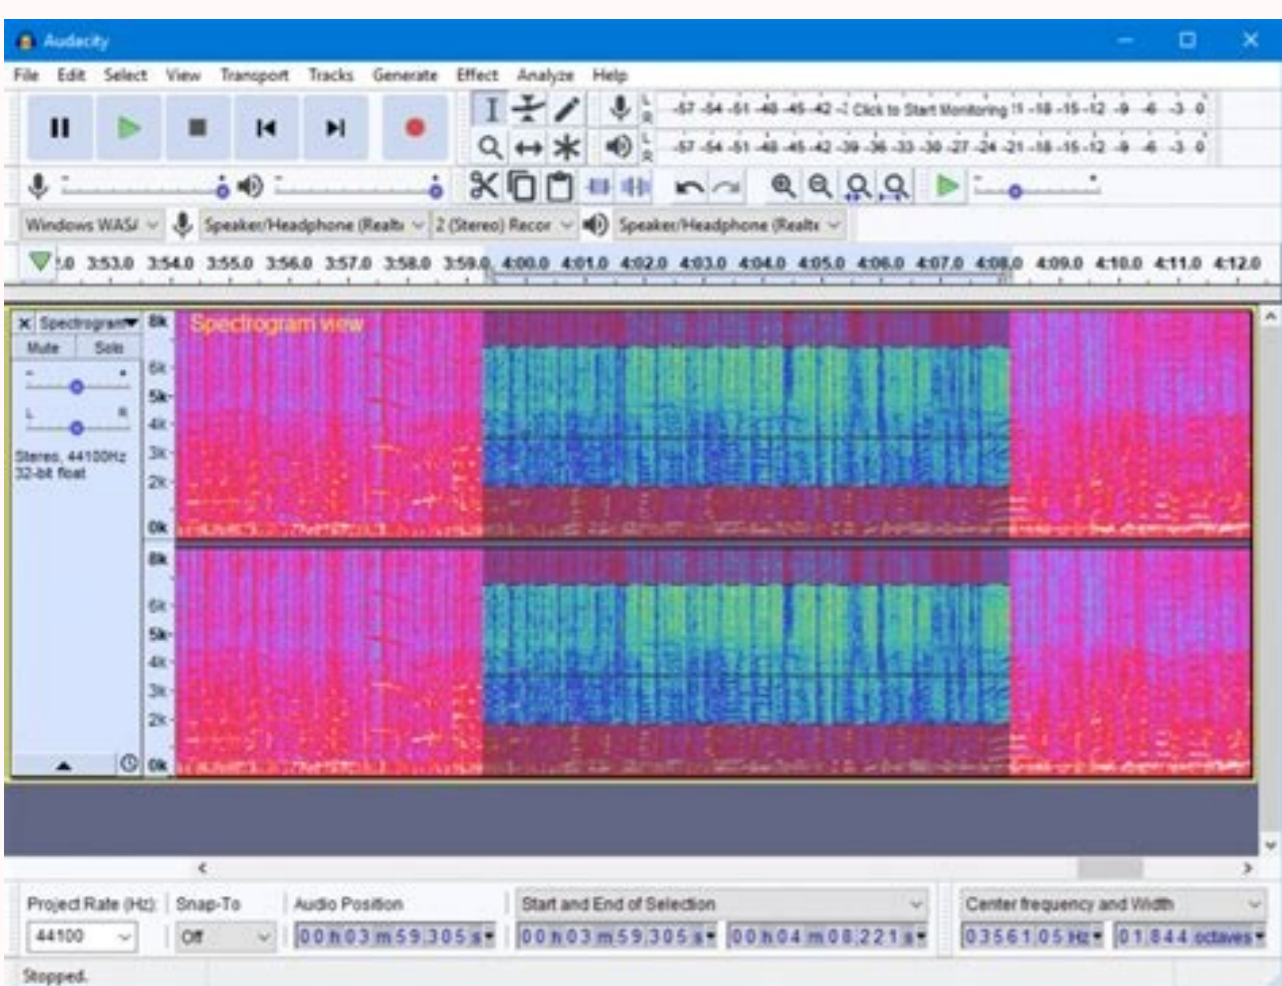 Audacity
File Edit Select View Transport Tracks Generate Effect Analyze Help
L R -57 -54 -51 -48 -45 -42 Click to Start Monitoring -18 -15 -12 -9 -6 -3 0
L R -57 -54 -51 -48 -45 -42 -39 -36 -33 -30 -27 -24 -21 -18 -15 -12 -9 -6 -3 0
Windows WAS Speaker/Headphone (Realt 2 (Stereo) Recor Speaker/Headphone (Realt
3:53.0 3:54.0 3:55.0 3:56.0 3:57.0 3:58.0 3:59.0 4:00.0 4:01.0 4:02.0 4:03.0 4:04.0 4:05.0 4:06.0 4:07.0 4:08.0 4:09.0 4:10.0 4:11.0 4:12.0
X Spectrogram 8k Spectrogram view
Mute Solo
6k
- +
5k
L R
4k
Stereo, 44100Hz 3k
32-bit float
2k
0k
8k
6k
5k
4k
3k
2k
0k
Project Rate (Hz): Snap-To Audio Position Start and End of Selection Center frequency and Width
44100 Off 00 h 03 m 59.305 s 00 h 03 m 59.305 s 00 h 04 m 08.221 s 03561.05 Hz 01.844 octaves
Stopped.